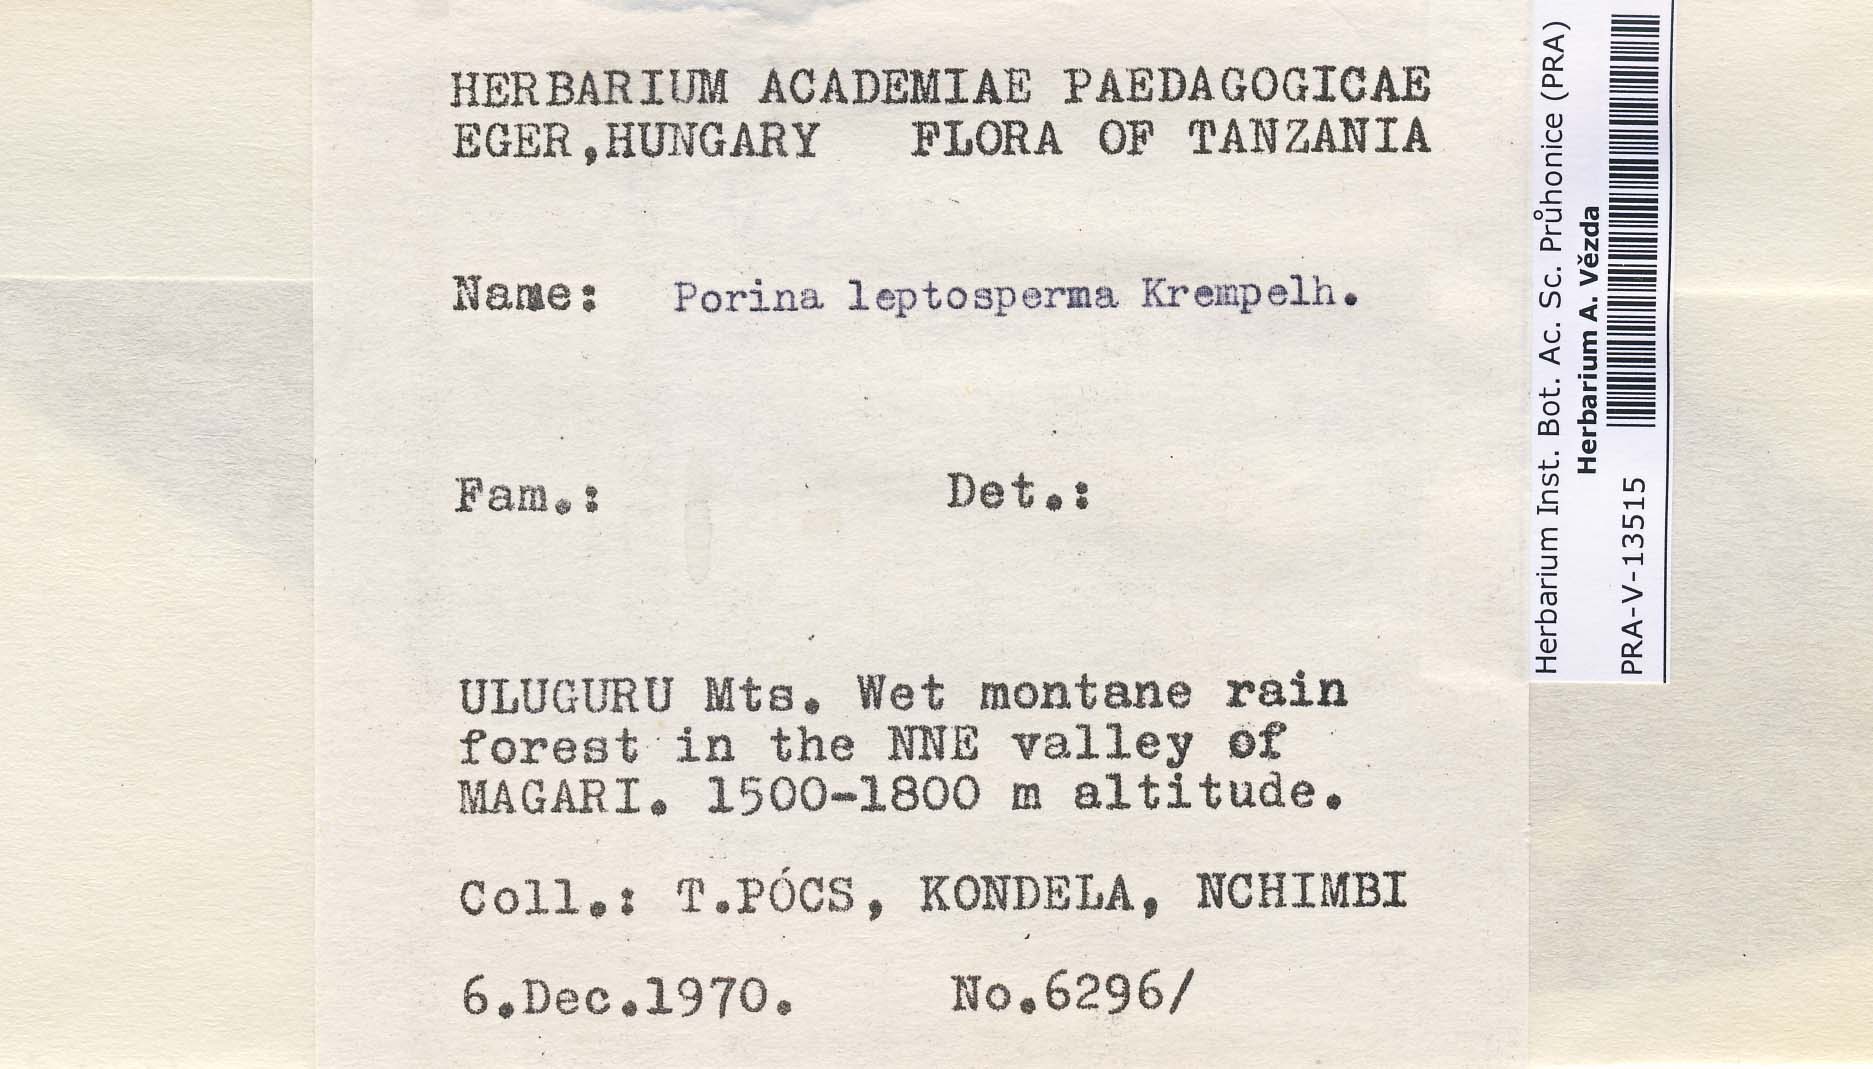 HERBARIUM ACADEMIAE PAEDAGOGICAE
EGER,HUNGARY FLORA OF TANZANIA
Name: Porina leptosperma Krempelh.
Fam.: Det.:
ULUGURU Mts. Wet montane rain
forest in the NNE valley of
MAGARI. 1500-1800 m altitude.
Coll.: T.PÓCS, KONDELA, NCHIMBI
6.Dec.1970. No.6296/
Herbarium Inst. Bot. Ac. Sc. Průhonice (PRA)
Herbarium A. Vězda
PRA-V-13515